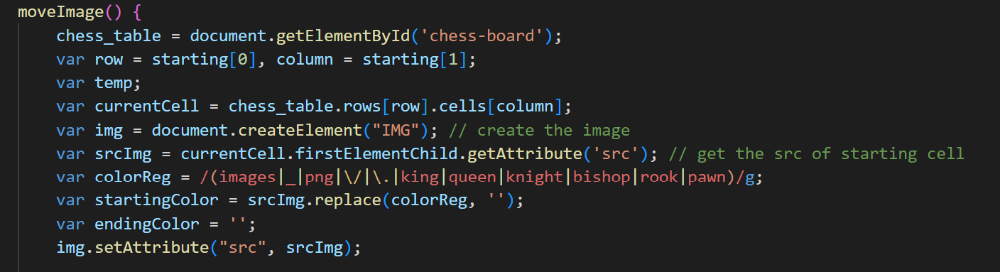 moveImage() {
chess_table = document.getElementById('chess-board');
var row = starting[0], column = starting[1];
var temp;
var currentCell = chess_table.rows[row].cells[column];
var img = document.createElement("IMG"); // create the image
var srcImg = currentCell.firstElementChild.getAttribute('src'); // get the src of starting cell
var colorReg = /(images|_|png|\/|\.|king|queen|knight|bishop|rook|pawn)/g;
var startingColor = srcImg.replace(colorReg, '');
var endingColor = '';
img.setAttribute("src", srcImg);